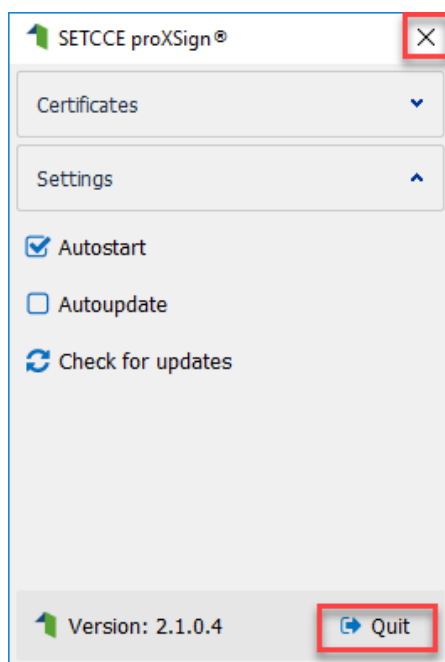 SETCCE proXSign®
Certificates
Settings
Autostart
Autoupdate
Check for updates
Version: 2.1.0.4 Quit